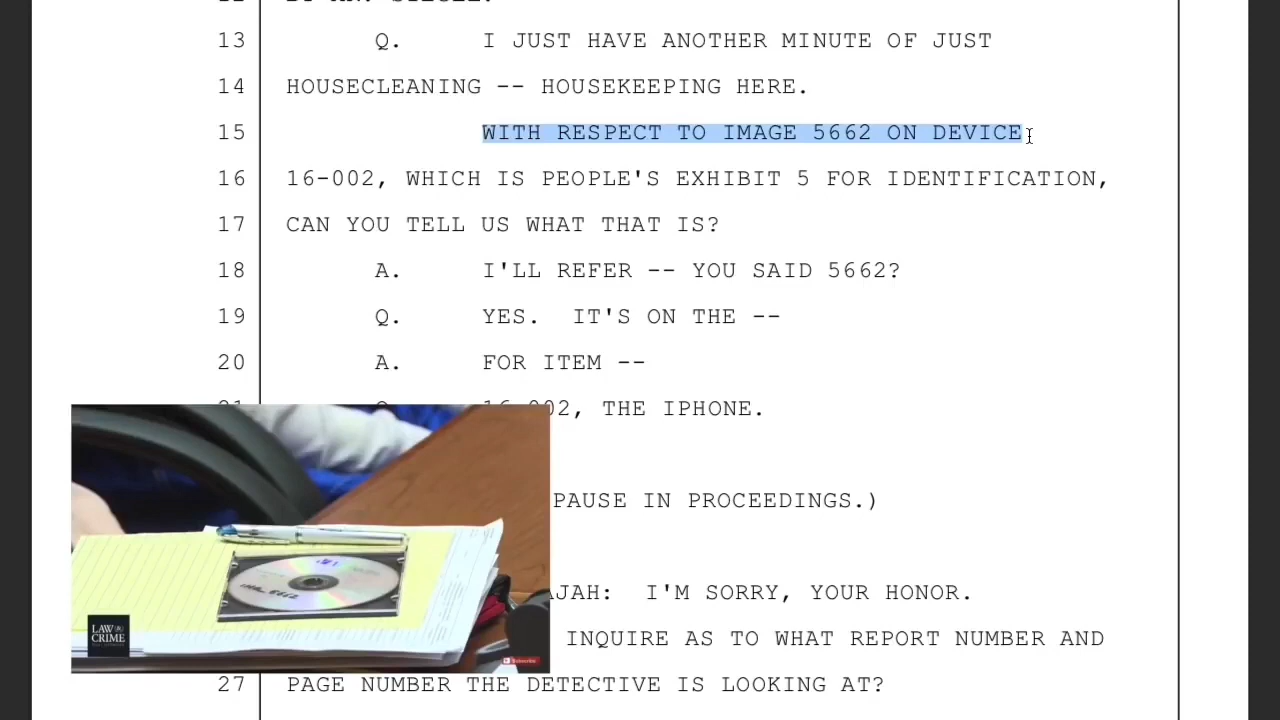 13 Q. I JUST HAVE ANOTHER MINUTE OF JUST
14 HOUSECLEANING -- HOUSEKEEPING HERE.
15 WITH RESPECT TO IMAGE 5662 ON DEVICE
16 16-002, WHICH IS PEOPLE'S EXHIBIT 5 FOR IDENTIFICATION,
17 CAN YOU TELL US WHAT THAT IS?
18 A. I'LL REFER -- YOU SAID 5662?
19 Q. YES. IT'S ON THE --
20 A. FOR ITEM --
21 Q. 16-002, THE IPHONE.
PAUSE IN PROCEEDINGS.)
AJAH: I'M SORRY, YOUR HONOR.
INQUIRE AS TO WHAT REPORT NUMBER AND
27 PAGE NUMBER THE DETECTIVE IS LOOKING AT?
LAW &
CRIME
Subscribe